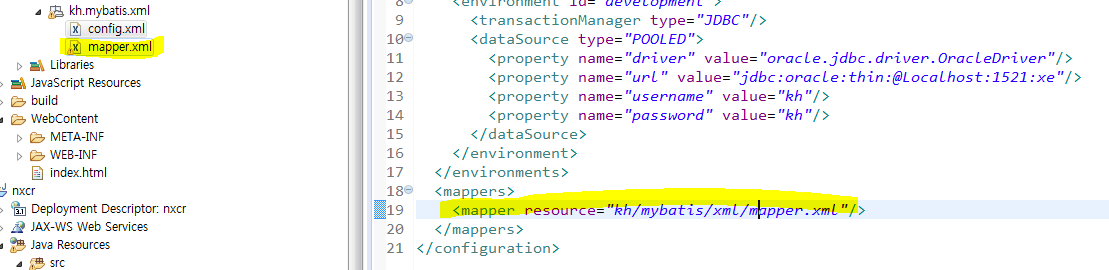 kh.mybatis.xml
config.xml
mapper.xml
Libraries
JavaScript Resources
build
WebContent
META-INF
WEB-INF
index.html
nxcr
Deployment Descriptor: nxcr
JAX-WS Web Services
Java Resources
src
8 <environment id="development">
9 <transactionManager type="JDBC"/>
10 <dataSource type="POOLED">
11 <property name="driver" value="oracle.jdbc.driver.OracleDriver"/>
12 <property name="url" value="jdbc:oracle:thin:@Localhost:1521:xe"/>
13 <property name="username" value="kh"/>
14 <property name="password" value="kh"/>
15 </dataSource>
16 </environment>
17 </environments>
18 <mappers>
19 <mapper resource="kh/mybatis/xml/mapper.xml"/>
20 </mappers>
21 </configuration>